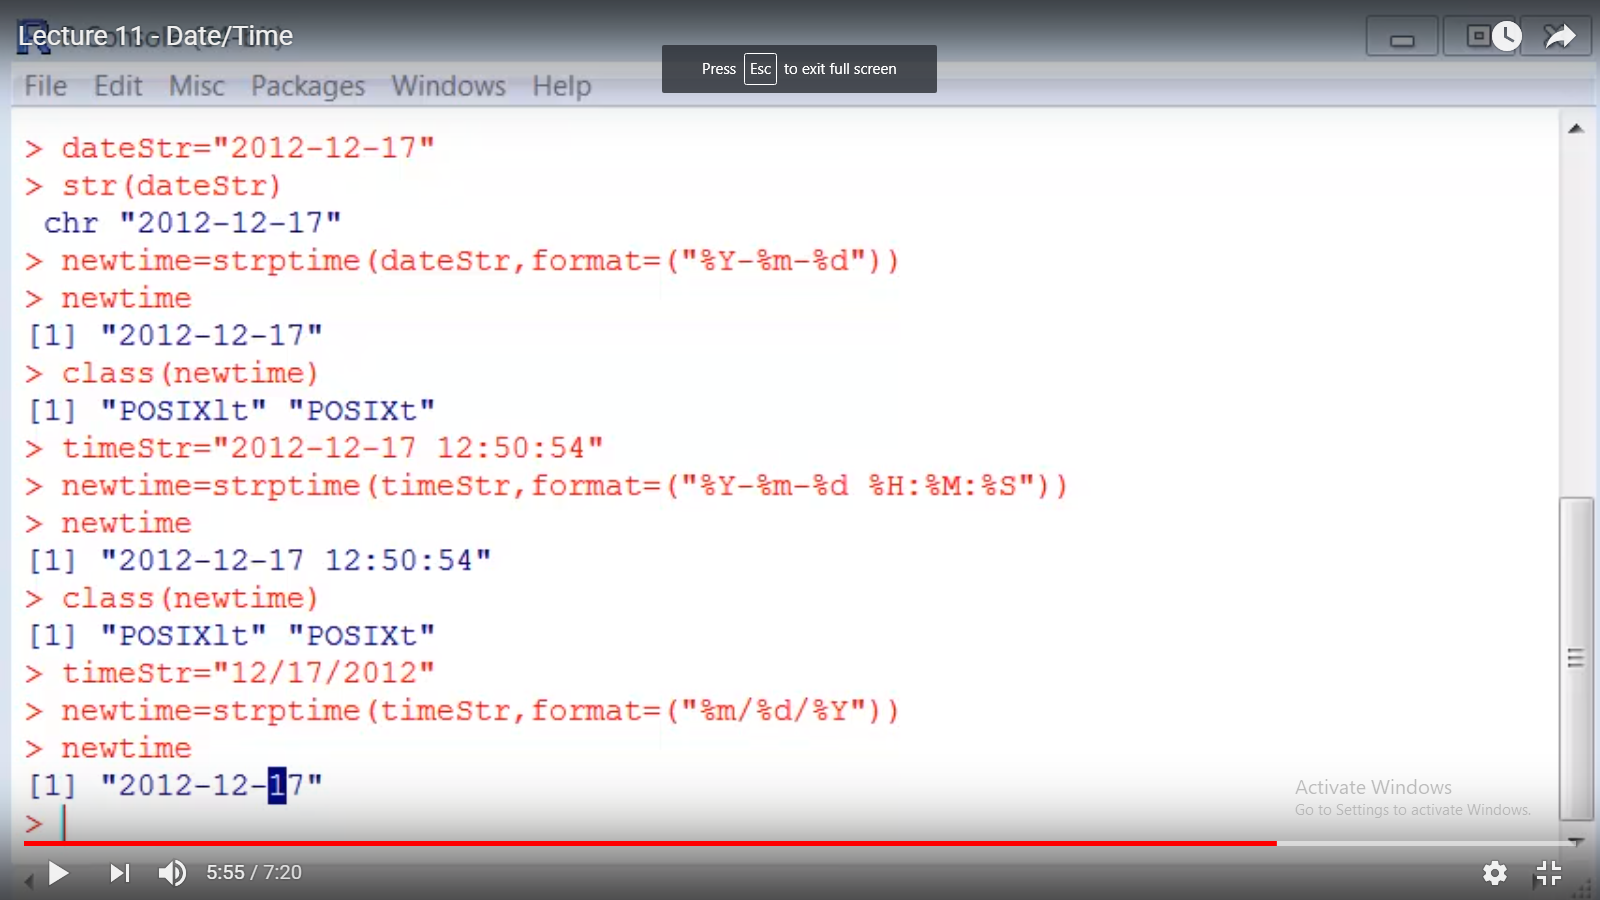 Lecture 11 - Date/Time
Press Esc to exit full screen
File Edit Misc Packages Windows Help
> dateStr="2012-12-17"
> str(dateStr)
chr "2012-12-17"
> newtime=strptime(dateStr,format=("%Y-%m-%d"))
> newtime
[1] "2012-12-17"
> class(newtime)
[1] "POSIXlt" "POSIXt"
> timeStr="2012-12-17 12:50:54"
> newtime=strptime(timeStr,format=("%Y-%m-%d %H:%M:%S"))
> newtime
[1] "2012-12-17 12:50:54"
> class(newtime)
[1] "POSIXlt" "POSIXt"
> timeStr="12/17/2012"
> newtime=strptime(timeStr,format=("%m/%d/%Y"))
> newtime
[1] "2012-12-17"
>
Activate Windows
Go to Settings to activate Windows.
5:55 / 7:20